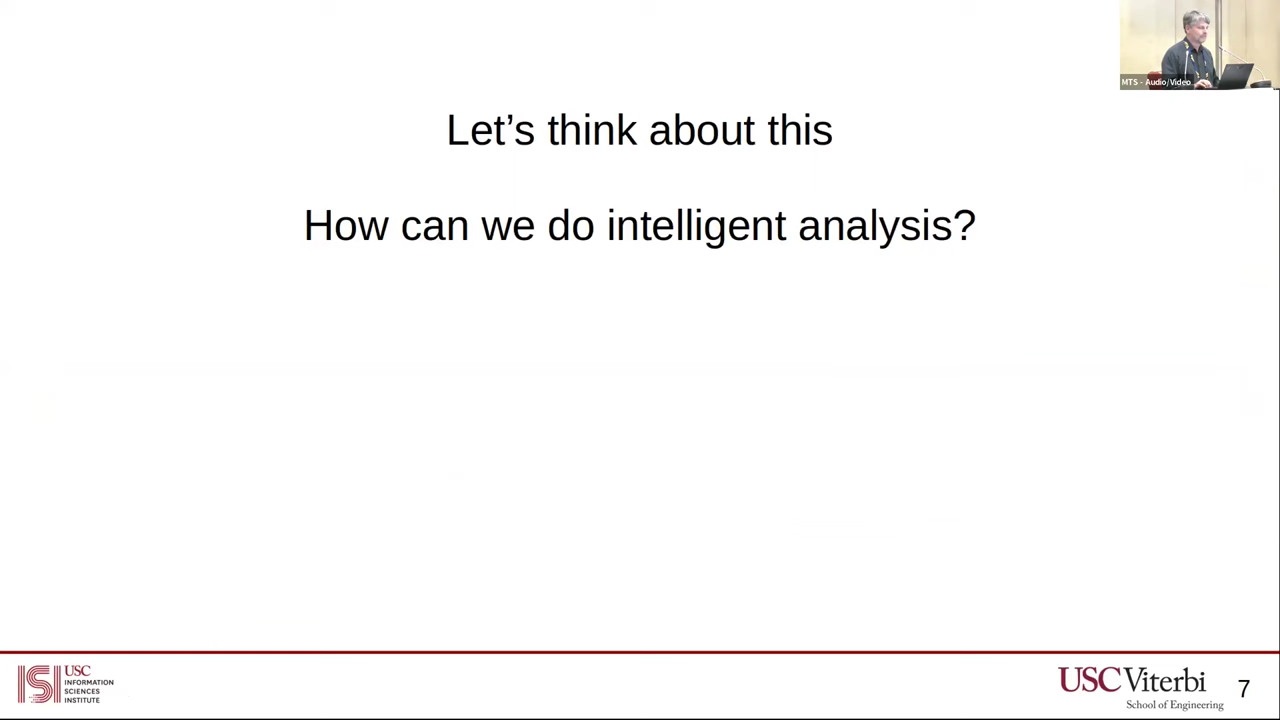 MTS - Audio/Video
Let’s think about this
How can we do intelligent analysis?
ISI
USC
INFORMATION
SCIENCES
INSTITUTE
USC Viterbi
School of Engineering
7